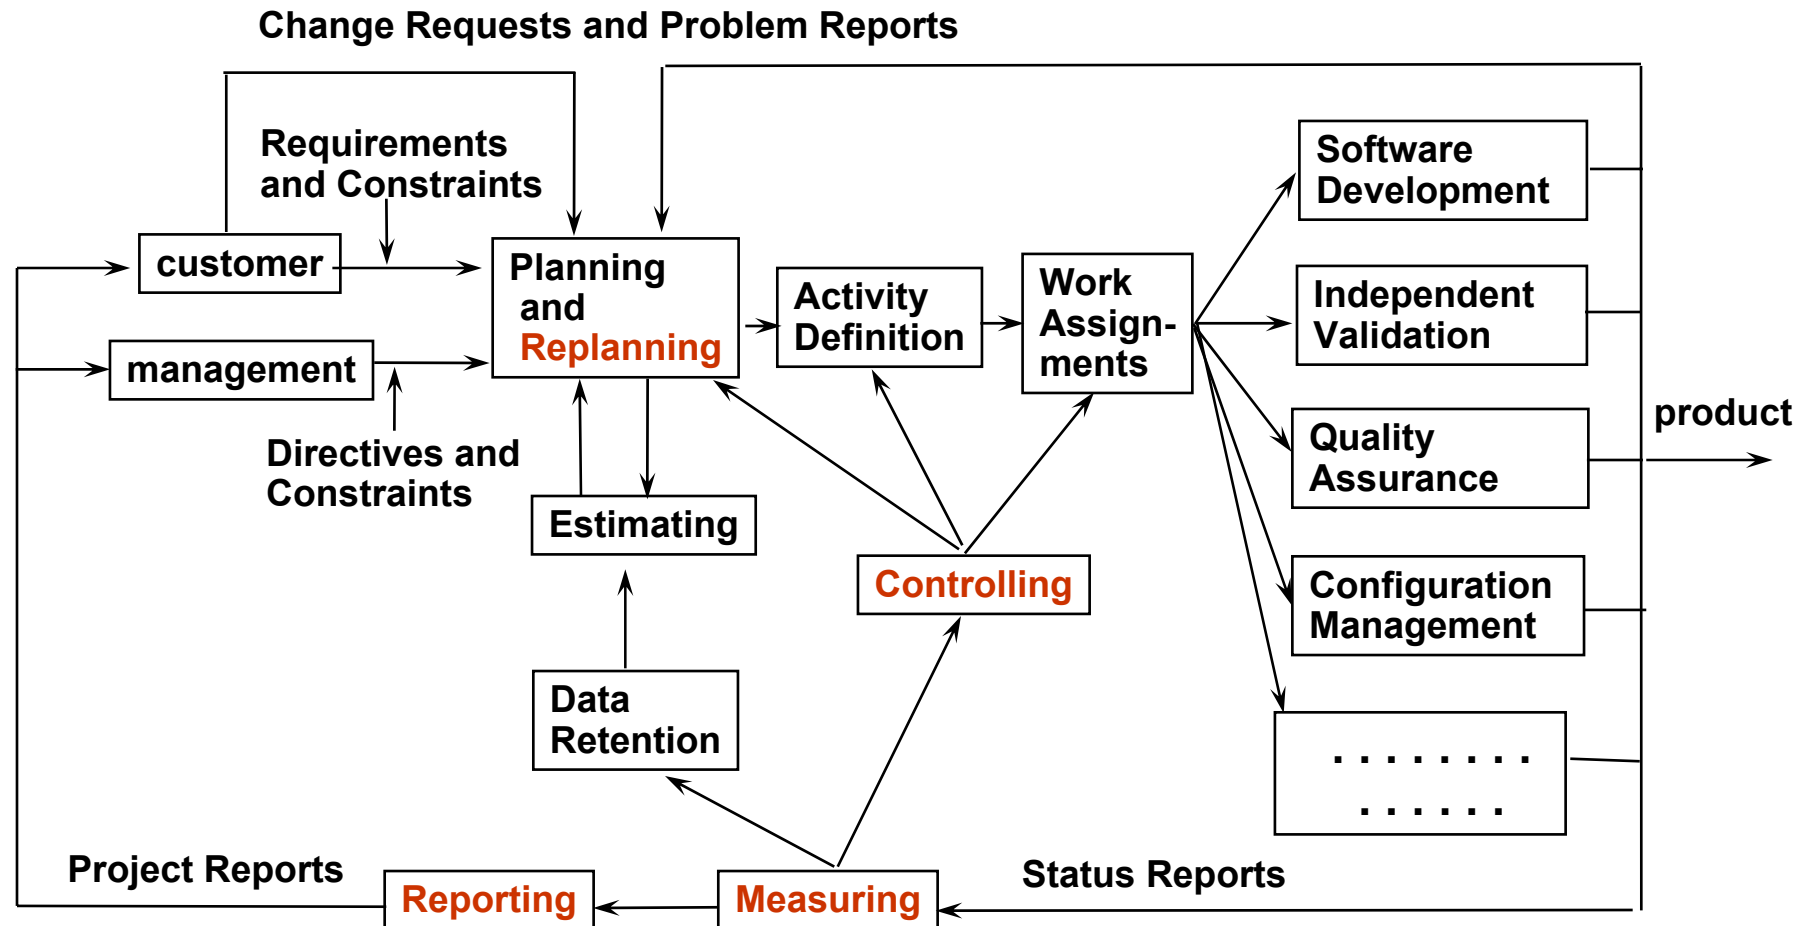 Change Requests and Problem Reports
Requirements
and Constraints
customer
management
Directives and
Constraints
Planning
and
Replanning
Activity
Definition
Work
Assign-
ments
Software
Development
Independent
Validation
Quality
Assurance
Configuration
Management
. . . . . . . .
. . . . . .
product
Estimating
Controlling
Data
Retention
Project Reports
Reporting
Measuring
Status Reports